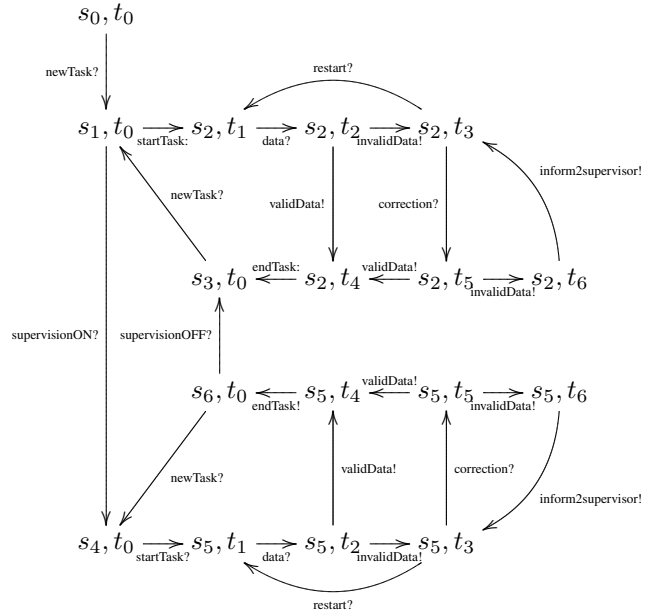 s0, t0
newTask?
restart?
s1, t0 startTask: s2, t1 data? s2, t2 invalidData! s2, t3
inform2supervisor!
newTask?
validData! correction?
s3, t0 endTask: s2, t4 validData! s2, t5 invalidData! s2, t6
supervisionON? supervisionOFF?
s6, t0 endTask! s5, t4 validData! s5, t5 invalidData! s5, t6
newTask? validData! correction?
inform2supervisor!
s4, t0 startTask? s5, t1 data? s5, t2 invalidData! s5, t3
restart?